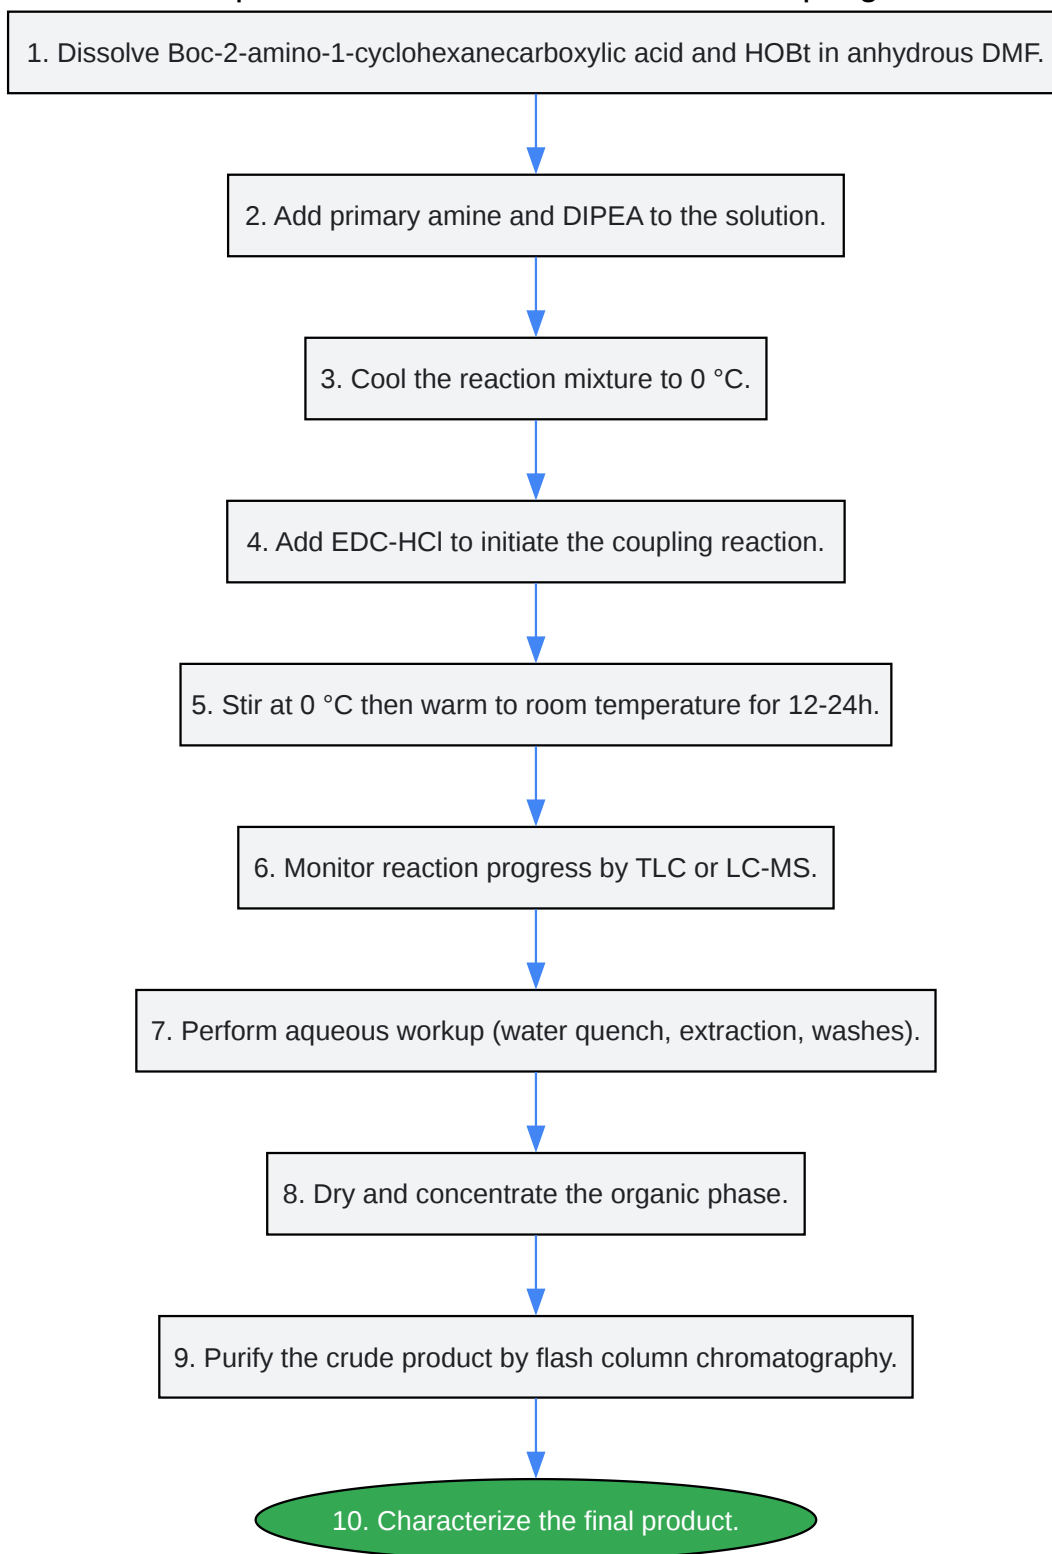 1. Dissolve Boc-2-amino-1-cyclohexanecarboxylic acid and HOBt in anhydrous DMF.
2. Add primary amine and DIPEA to the solution.
3. Cool the reaction mixture to 0 °C.
4. Add EDC-HCl to initiate the coupling reaction.
5. Stir at 0 °C then warm to room temperature for 12-24h.
6. Monitor reaction progress by TLC or LC-MS.
7. Perform aqueous workup (water quench, extraction, washes).
8. Dry and concentrate the organic phase.
9. Purify the crude product by flash column chromatography.
10. Characterize the final product.